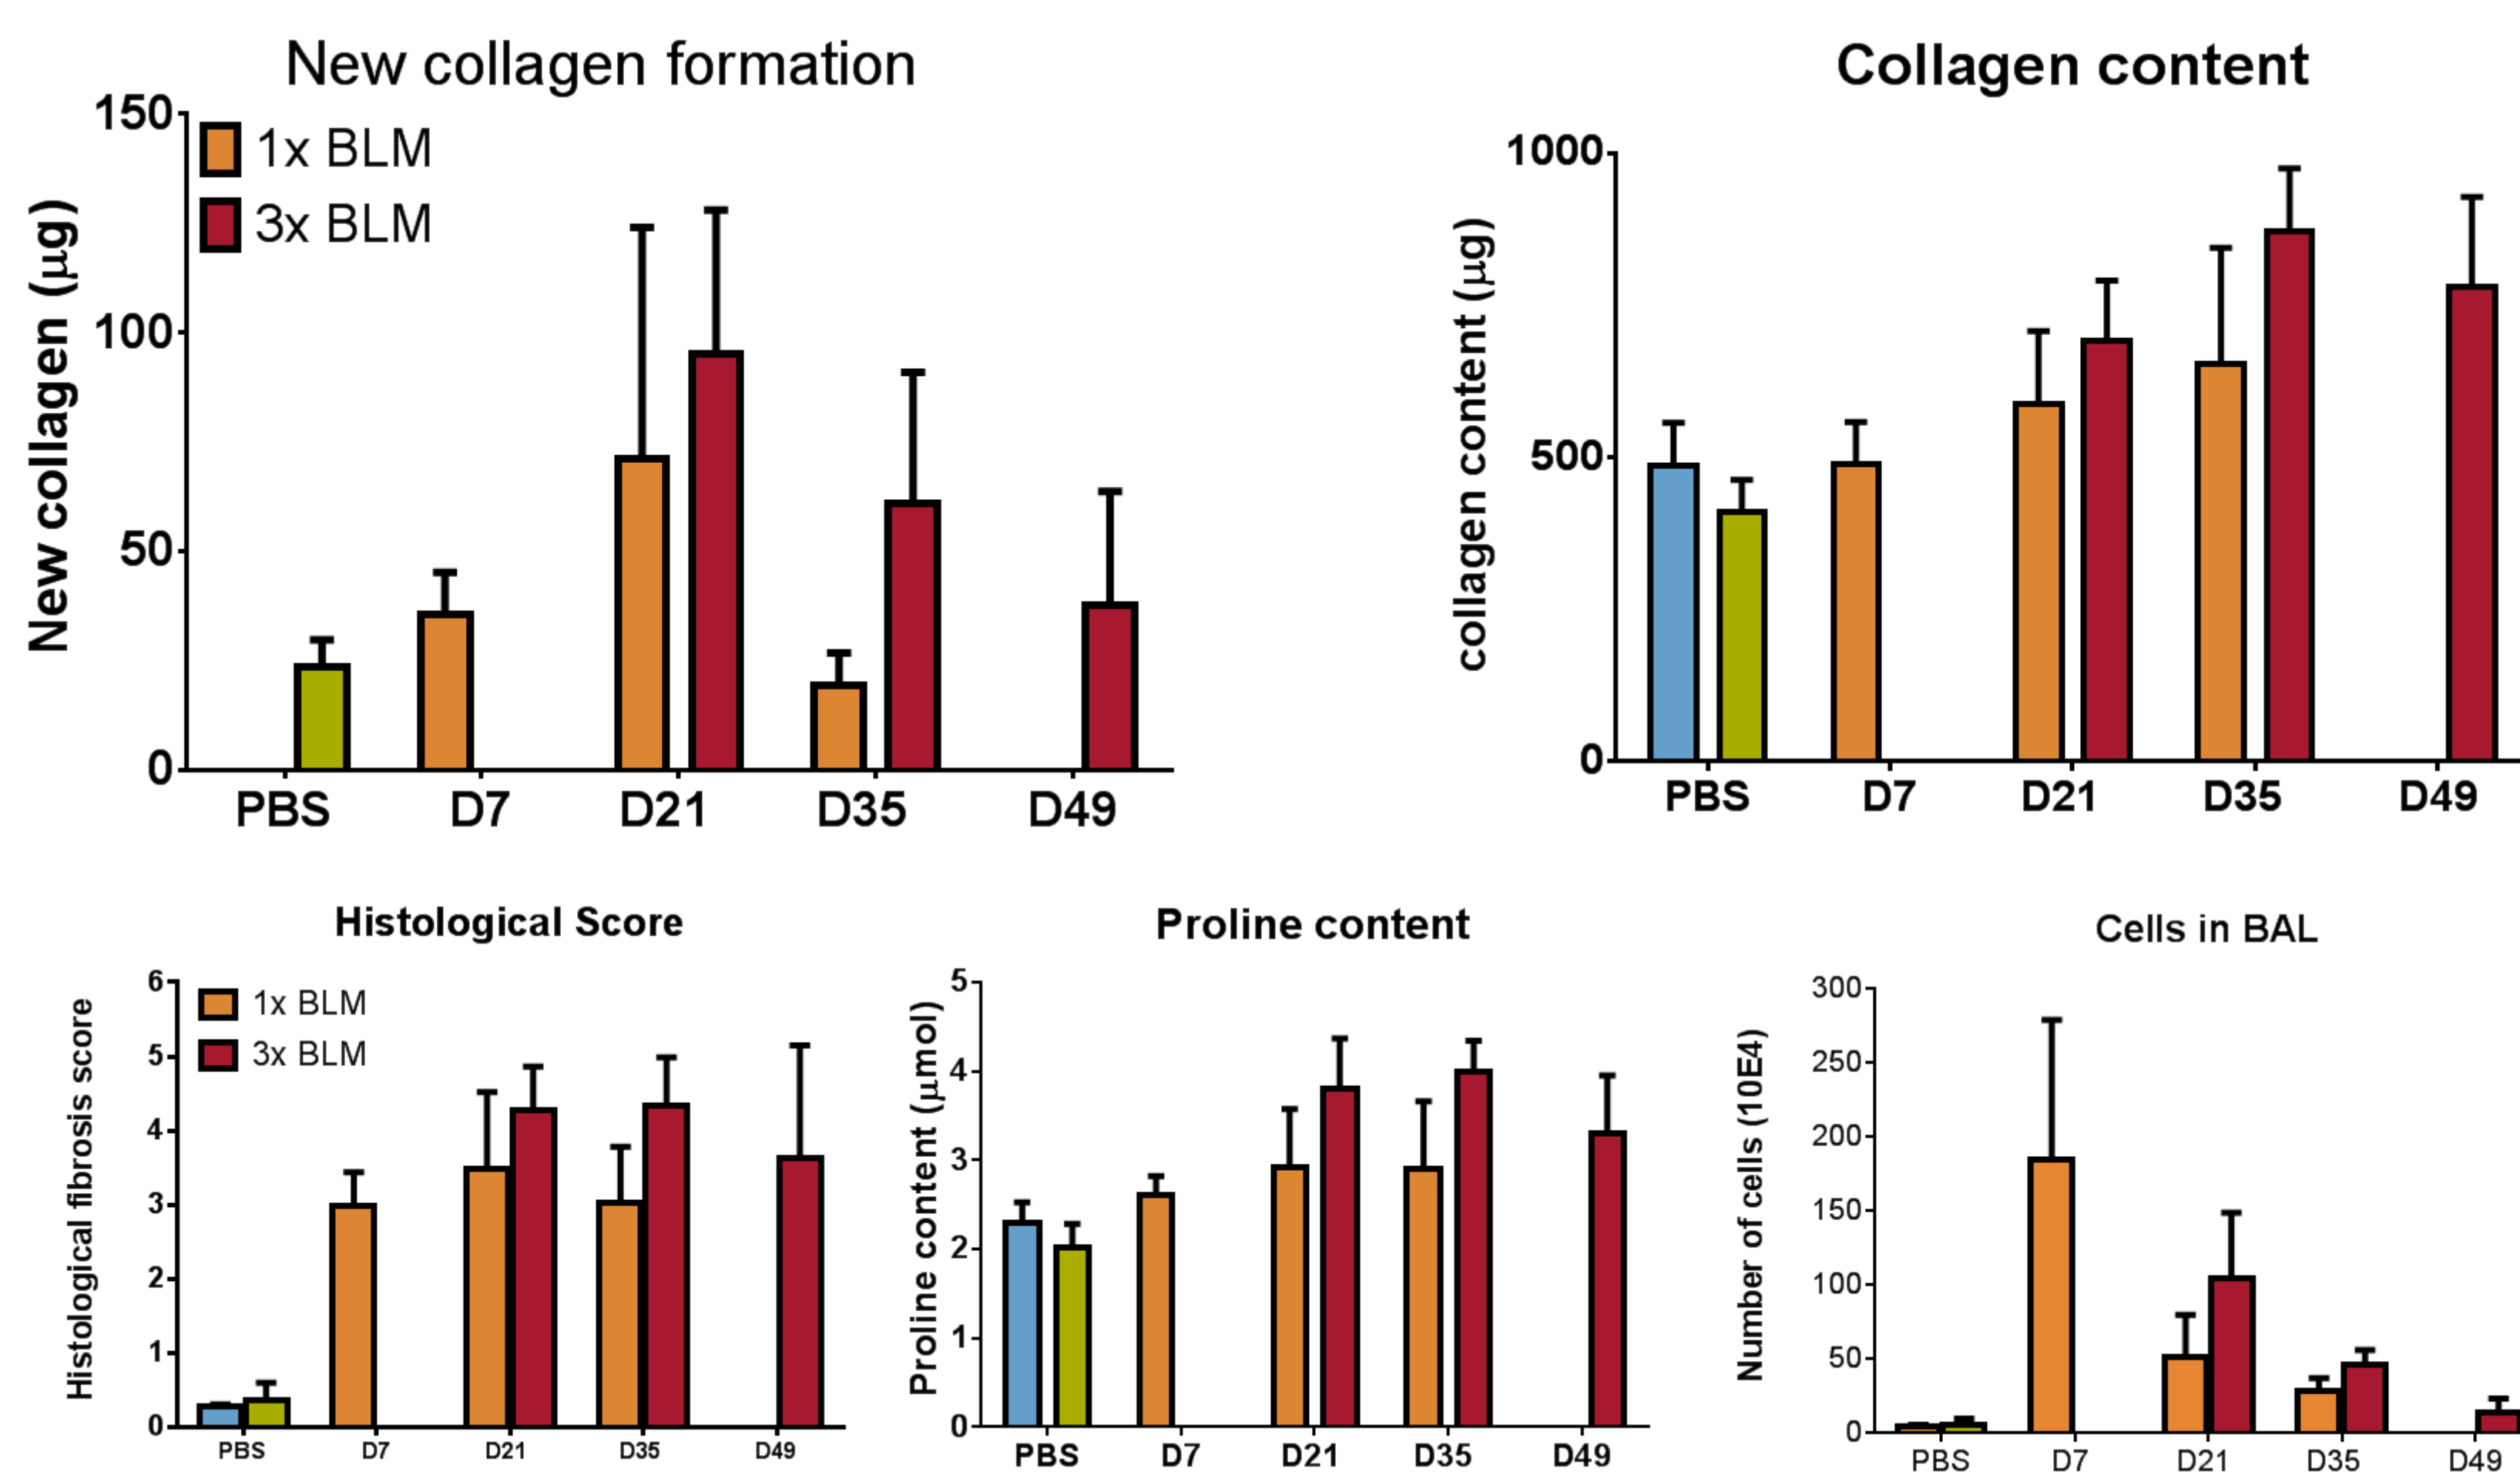 New collagen formation
New collagen (µg)
150
100
50
0
1x BLM
3x BLM
PBS D7 D21 D35 D49
Collagen content
collagen content (µg)
1000
500
0
PBS D7 D21 D35 D49
Histological Score
Histological fibrosis score
6
5
4
3
2
1
0
1x BLM
3x BLM
PBS D7 D21 D35 D49
Proline content
Proline content (µmol)
5
4
3
2
1
0
PBS D7 D21 D35 D49
Cells in BAL
Number of cells (10E4)
300
250
200
150
100
50
0
PBS D7 D21 D35 D49